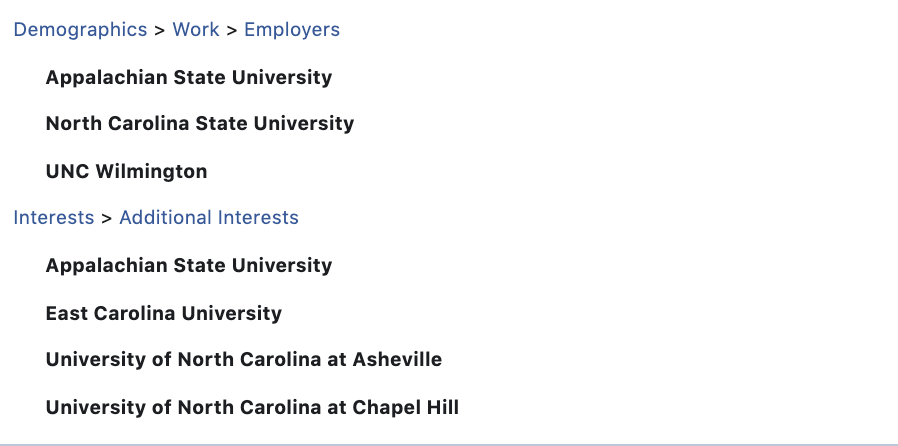 Demographics > Work > Employers
Appalachian State University
North Carolina State University
UNC Wilmington
Interests > Additional Interests
Appalachian State University
East Carolina University
University of North Carolina at Asheville
University of North Carolina at Chapel Hill